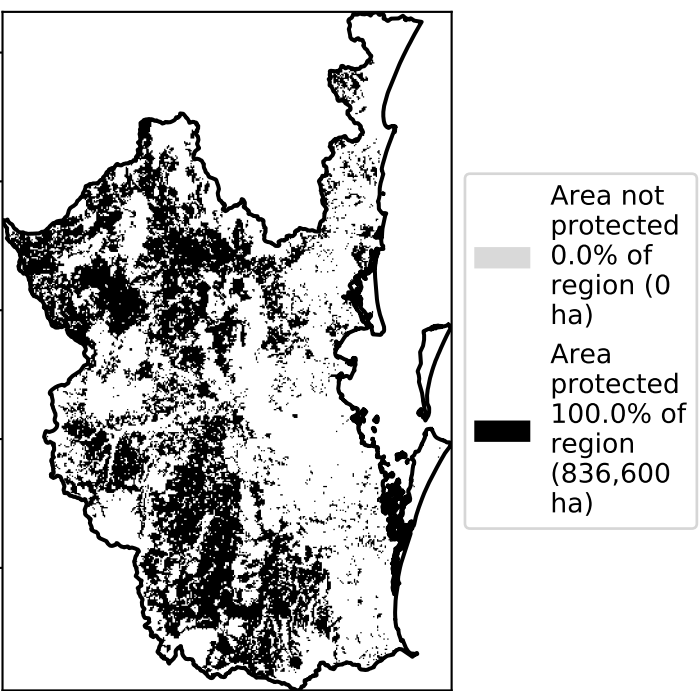 Area not
protected
0.0% of
region (0
ha)
Area
protected
100.0% of
region
(836,600
ha)